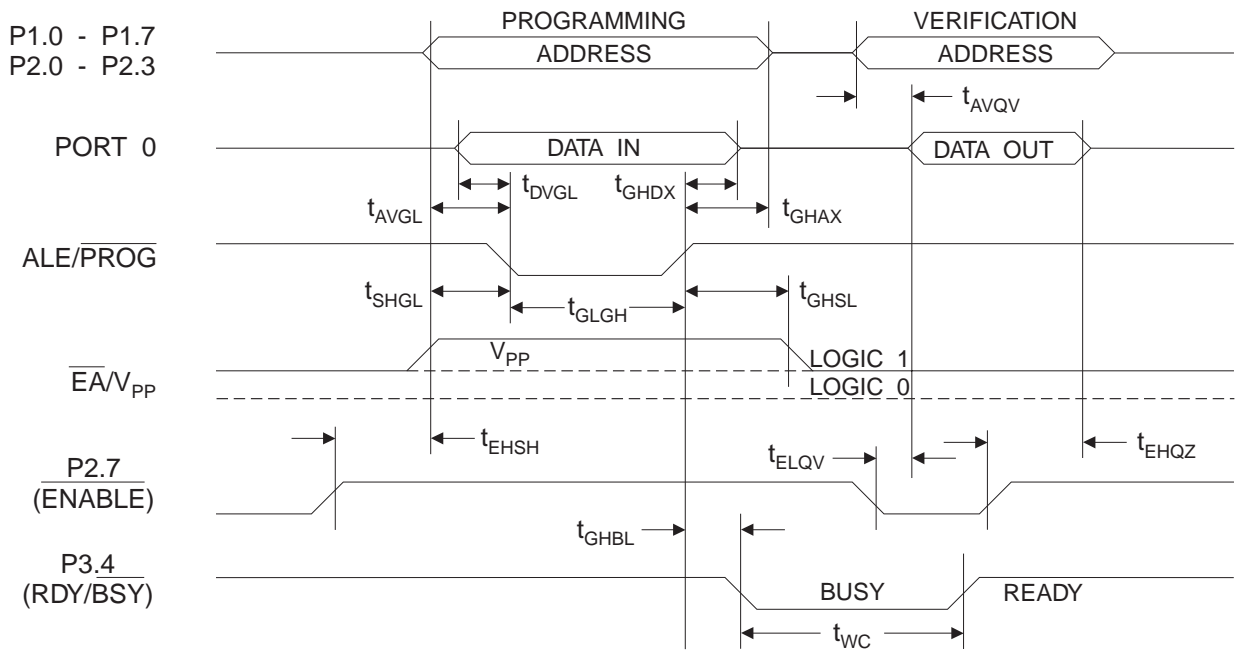 PROGRAMMING
VERIFICATION
P1.0 - P1.7
P2.0 - P2.3
ADDRESS
ADDRESS
tAVQV
PORT 0
DATA IN
DATA OUT
tDVGL
tGHDX
tAVGL
tGHAX
ALE/PROG
tSHGL
tGLGH
tGHSL
VPP
LOGIC 1
EA/VPP
LOGIC 0
tEHSH
tELQV
tEHQZ
P2.7
(ENABLE)
tGHBL
P3.4
(RDY/BSY)
BUSY
READY
tWC